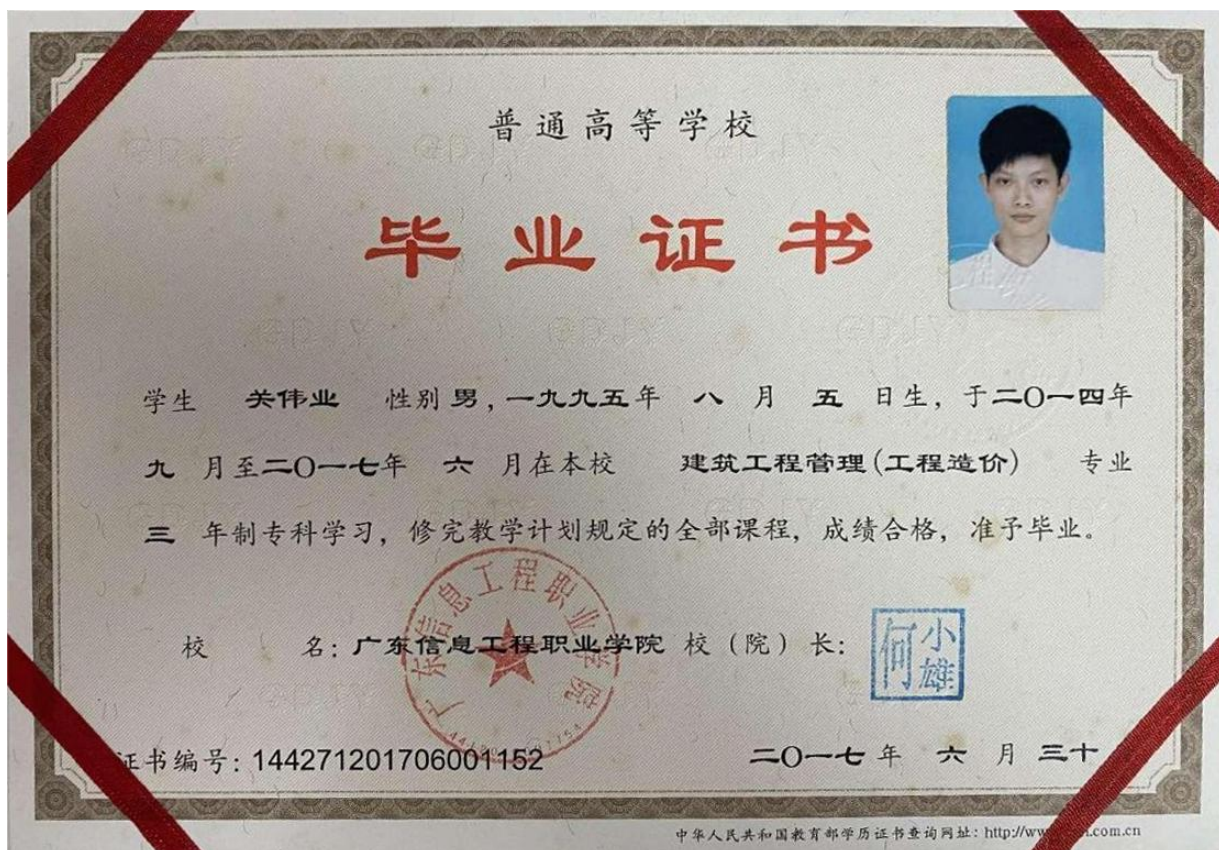 普通高等学校
毕业证书
学生 关伟业 性别 男，一九九五年 八 月 五 日生，于二〇一四年
九 月至二〇一七年 六 月在本校 建筑工程管理(工程造价) 专业
三 年制专科学习，修完教学计划规定的全部课程，成绩合格，准予毕业。
广东信息工程职业学院
校 名：广东信息工程职业学院 校（院）长：何小雄
证书编号：144271201706001152
二〇一七年 六 月 三十
中华人民共和国教育部学历证书查询网址：http://ww .com.cn